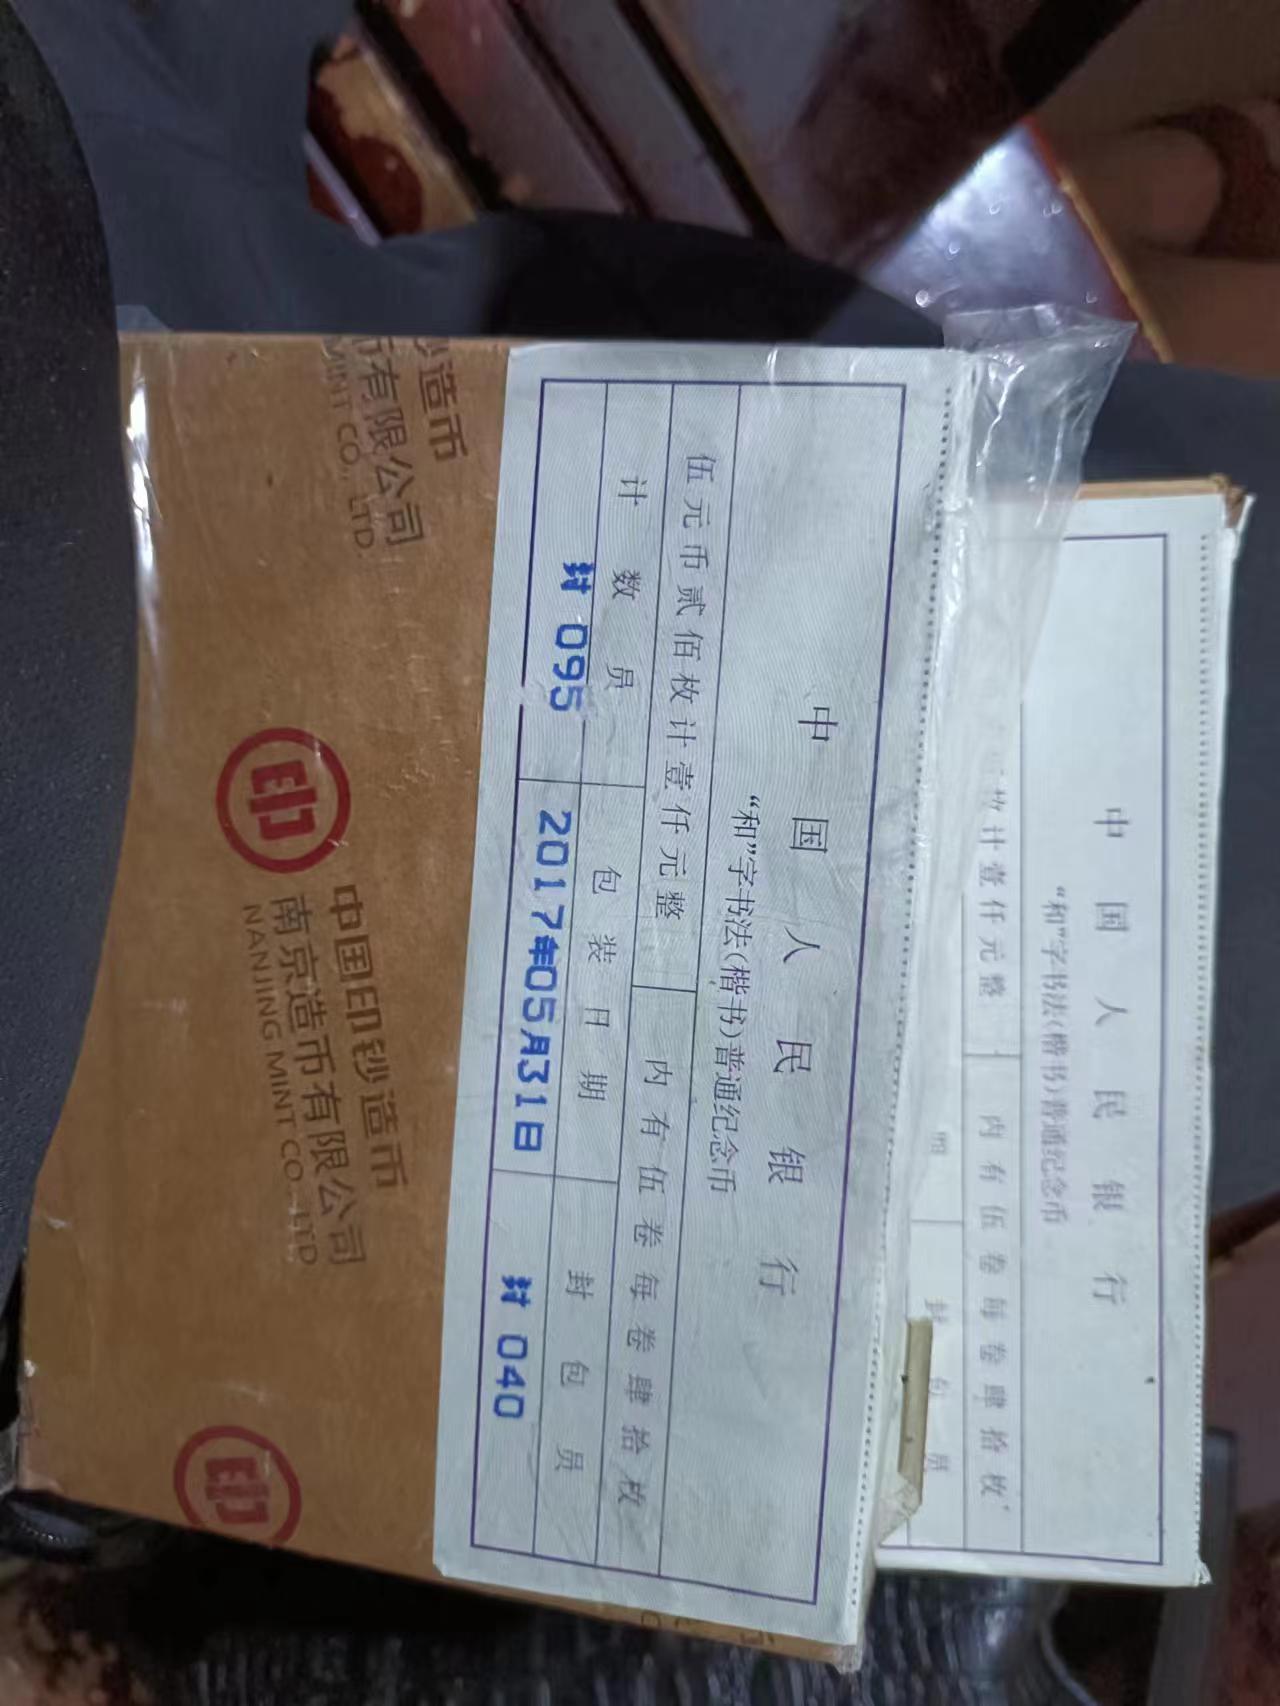 中国人民银行
“和”字书法(楷书)普通纪念币
伍元币贰佰枚计壹仟元整 内有伍卷每卷肆拾枚
计数员 包装日期 封包员
封 095 2017年05月31日 封 040
造币
有限公司
MINT CO., LTD.
中国印钞造币
南京造币有限公司
NANJING MINT CO.,LTD
中国人民银行
“和”字书法(楷书)普通纪念币
枚计壹仟元整 内有伍卷每卷肆拾枚
封包员